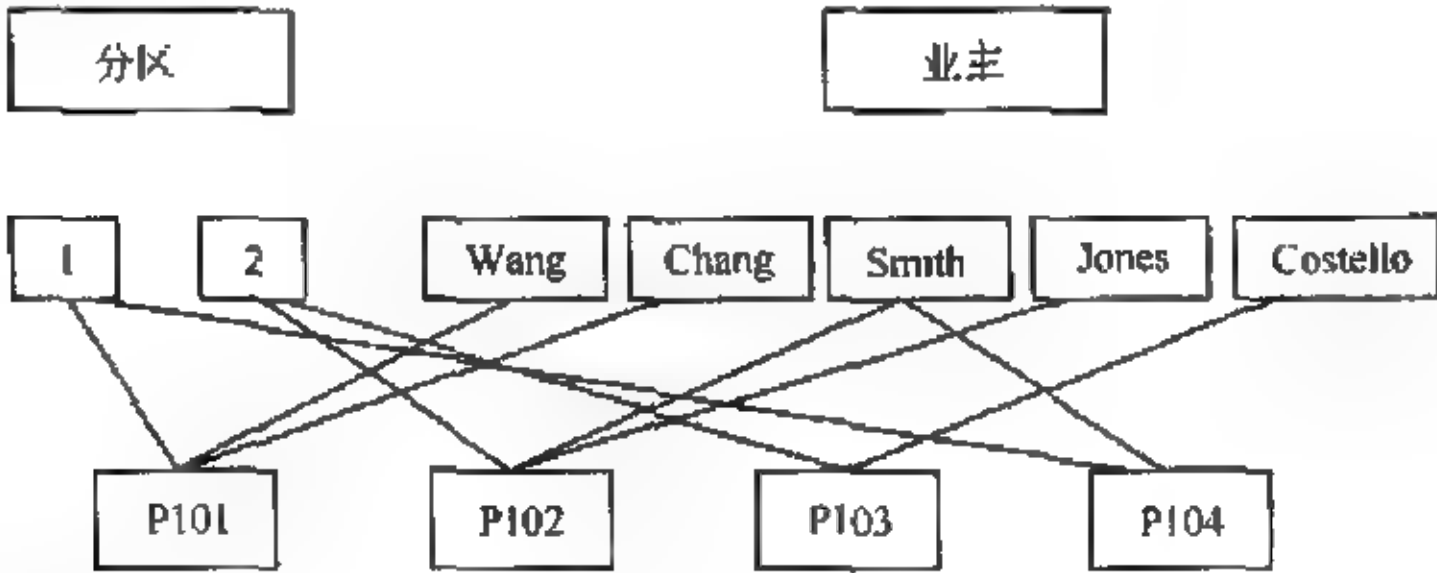 分区 业主
1 2 Wang Chang Smith Jones Costello
P101 P102 P103 P104